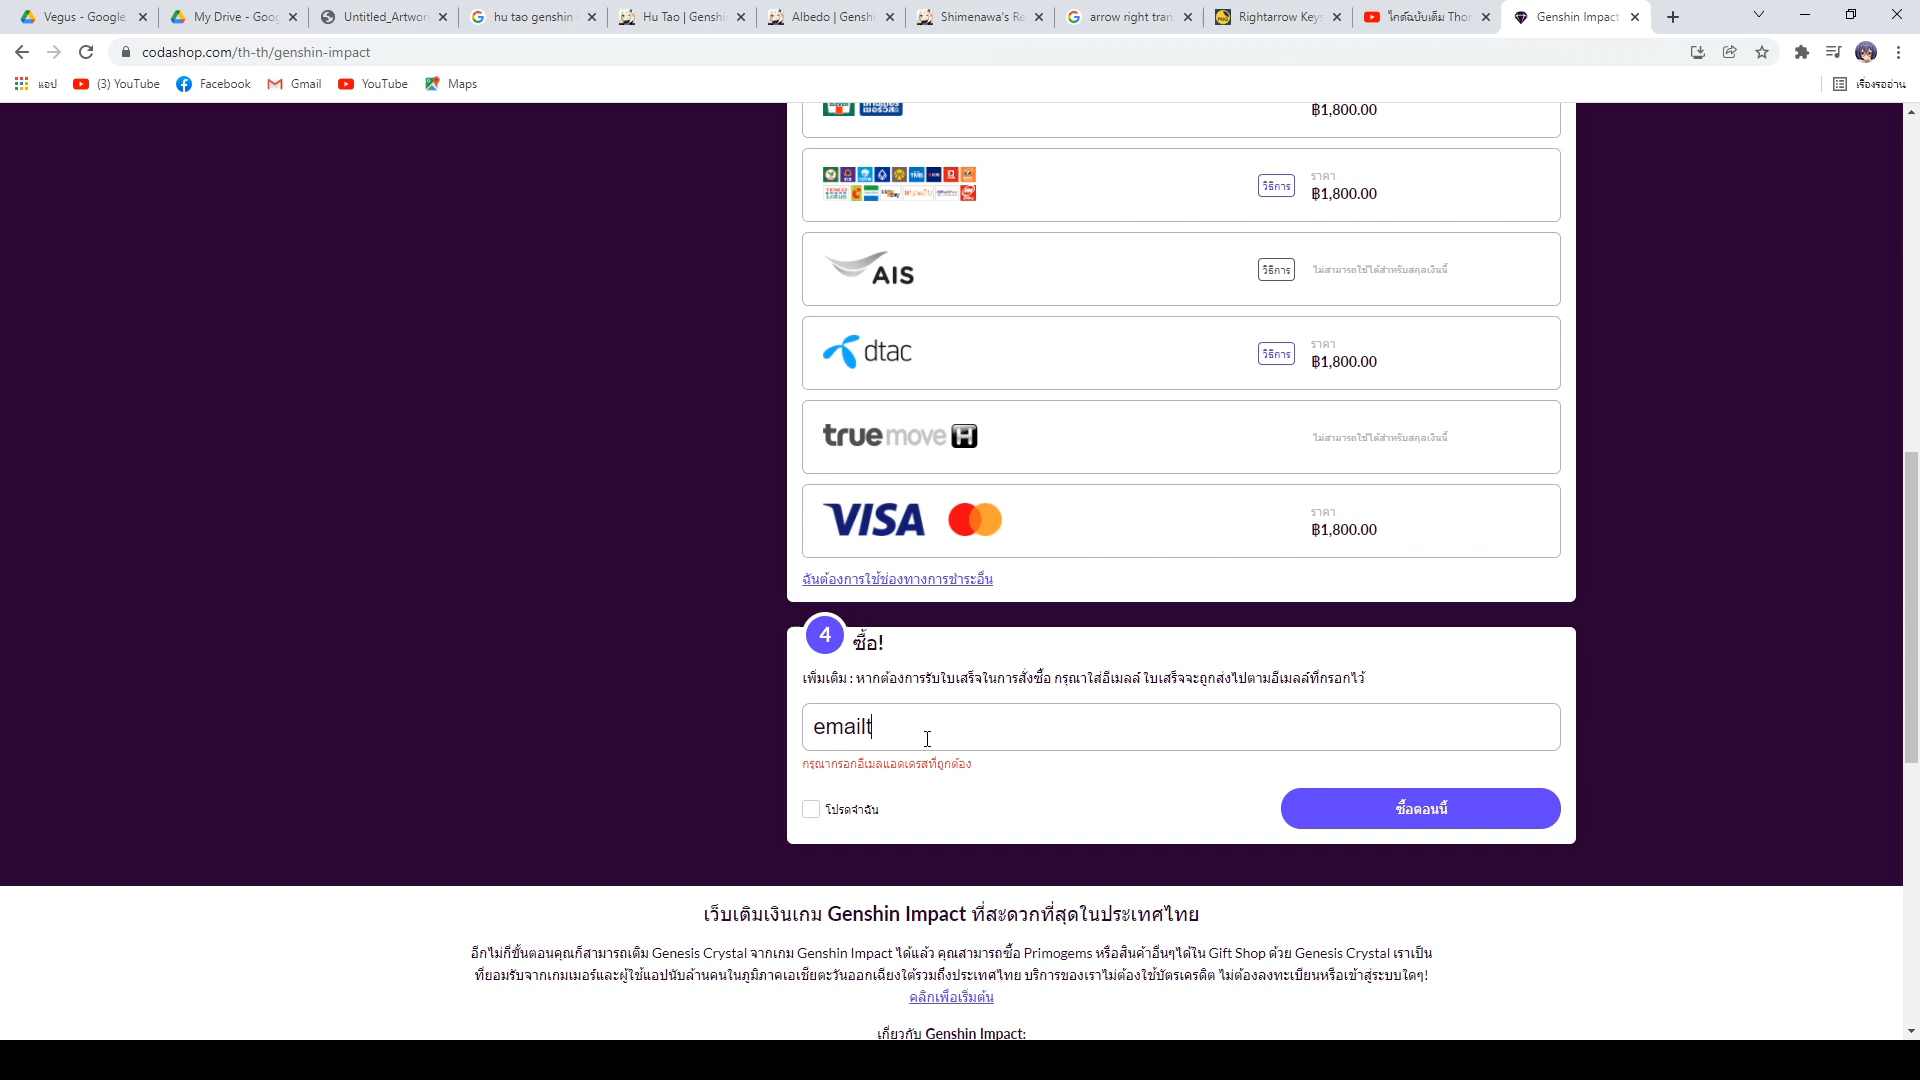 Vegus - Google
My Drive - Goog
Untitled_Artwor
hu tao genshin
Hu Tao | Genshi
Albedo | Genshi
Shimenawa's Re
arrow right tran
Rightarrow Keys
ไกด์ฉบับเต็ม Thor
Genshin Impact
codashop.com/th-th/genshin-impact
แอป
(3) YouTube
Facebook
Gmail
YouTube
Maps
เรื่องรออ่าน
฿1,800.00
วิธีการ
ราคา
฿1,800.00
AIS
วิธีการ
ไม่สามารถใช้ได้สำหรับสกุลเงินนี้
dtac
วิธีการ
ราคา
฿1,800.00
truemove H
ไม่สามารถใช้ได้สำหรับสกุลเงินนี้
VISA
ราคา
฿1,800.00
ฉันต้องการใช้ช่องทางการชำระอื่น
4
ซื้อ!
เพิ่มเติม : หากต้องการรับใบเสร็จในการสั่งซื้อ กรุณาใส่อีเมลล์ ใบเสร็จจะถูกส่งไปตามอีเมลล์ที่กรอกไว้
emailt
กรุณากรอกอีเมลแอดเดรสที่ถูกต้อง
โปรดจำฉัน
ซื้อตอนนี้
เว็บเติมเงินเกม Genshin Impact ที่สะดวกที่สุดในประเทศไทย
อีกไม่กี่ขั้นตอนคุณก็สามารถเติม Genesis Crystal จากเกม Genshin Impact ได้แล้ว คุณสามารถซื้อ Primogems หรือสินค้าอื่นๆได้ใน Gift Shop ด้วย Genesis Crystal เราเป็น
ที่ยอมรับจากเกมเมอร์และผู้ใช้แอปนับล้านคนในภูมิภาคเอเชียตะวันออกเฉียงใต้รวมถึงประเทศไทย บริการของเราไม่ต้องใช้บัตรเครดิต ไม่ต้องลงทะเบียนหรือเข้าสู่ระบบใดๆ!
คลิกเพื่อเริ่มต้น
เกี่ยวกับ Genshin Impact: